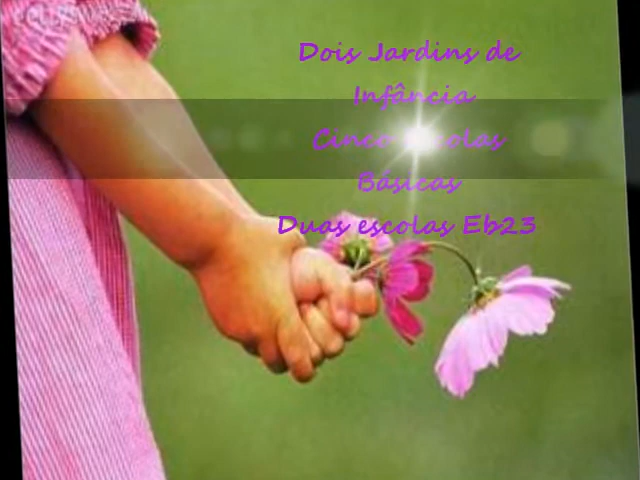 Dois Jardins de
Infância
Cinco
Básicas
Duas escolas Eb23